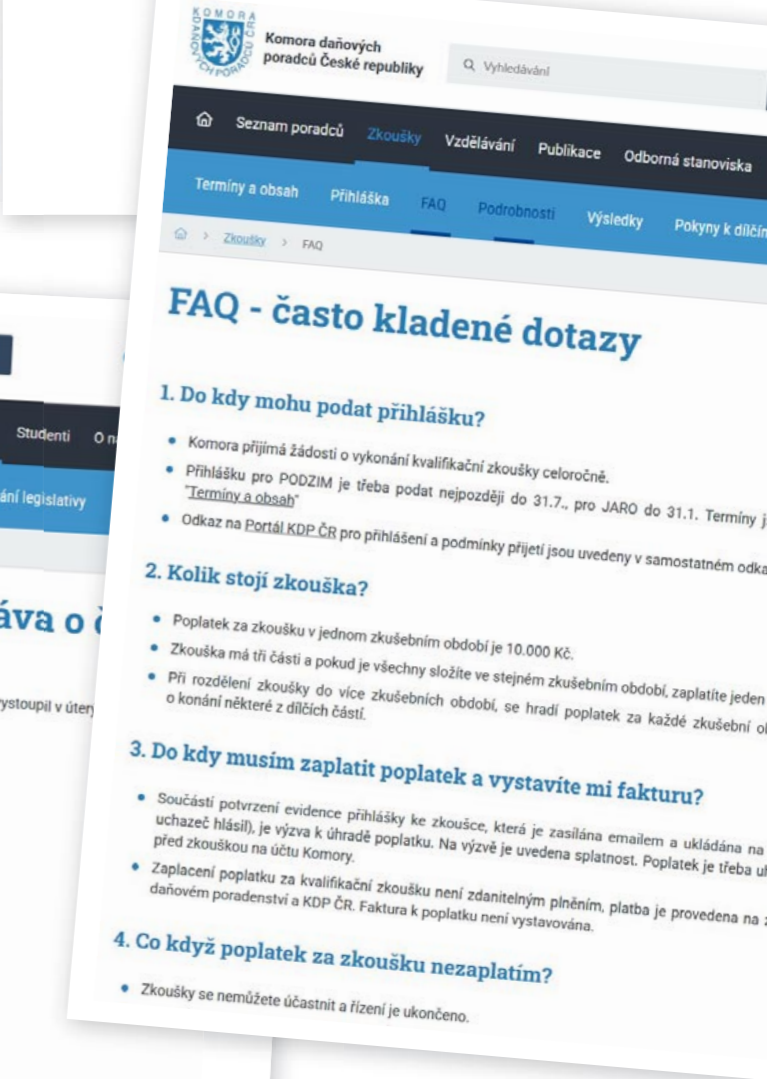 KOMORA
DAŇOVÝCH PORADCŮ ČR
Komora daňových
poradců České republiky
Vyhledávání
Seznam poradců Zkoušky Vzdělávání Publikace Odborná stanoviska
Termíny a obsah Přihláška FAQ Podrobnosti Výsledky Pokyny k dílčím
> Zkoušky > FAQ
FAQ - často kladené dotazy
1. Do kdy mohu podat přihlášku?
• Komora přijímá žádosti o vykonání kvalifikační zkoušky celoročně.
• Přihlášku pro PODZIM je třeba podat nejpozději do 31.7., pro JARO do 31.1. Termíny
"Termíny a obsah"
• Odkaz na Portál KDP ČR pro přihlášení a podmínky přijetí jsou uvedeny v samostatném odka
2. Kolik stojí zkouška?
• Poplatek za zkoušku v jednom zkušebním období je 10.000 Kč.
• Zkouška má tři části a pokud je všechny složíte ve stejném zkušebním období, zaplatíte jeden
• Při rozdělení zkoušky do více zkušebních období, se hradí poplatek za každé zkušební
o konání některé z dílčích částí.
3. Do kdy musím zaplatit poplatek a vystavíte mi fakturu?
• Součástí potvrzení evidence přihlášky ke zkoušce, která je zasílána emailem a ukládána na
uchazeč hlásil), je výzva k úhradě poplatku. Na výzvě je uvedena splatnost. Poplatek je třeba
před zkouškou na účtu Komory.
• Zaplacení poplatku za kvalifikační zkoušku není zdanitelným plněním, platba je provedena na
daňovém poradenství a KDP ČR. Faktura k poplatku není vystavována.
4. Co když poplatek za zkoušku nezaplatím?
• Zkoušky se nemůžete účastnit a řízení je ukončeno.
Studenti O n
ání legislativy
áva o
ystoupil v úter